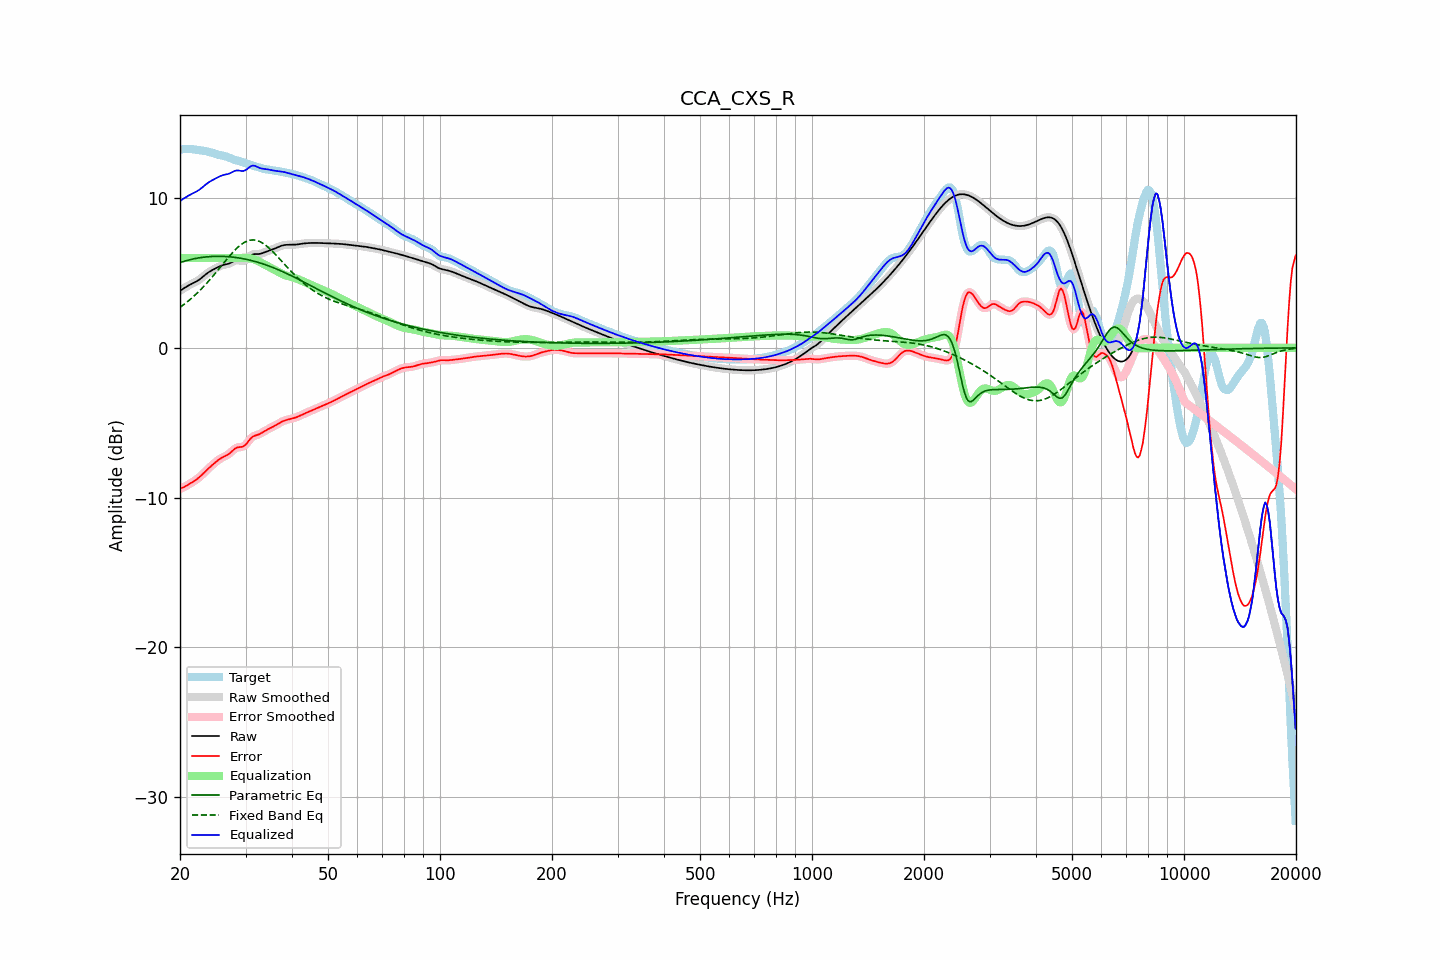 CCA_CXS_R
Amplitude (dBr)
10
0
−10
−20
−30
Target
Raw Smoothed
Error Smoothed
Raw
Error
Equalization
Parametric Eq
Fixed Band Eq
Equalized
20 50 100 200 500 1000 2000 5000 10000 20000
Frequency (Hz)